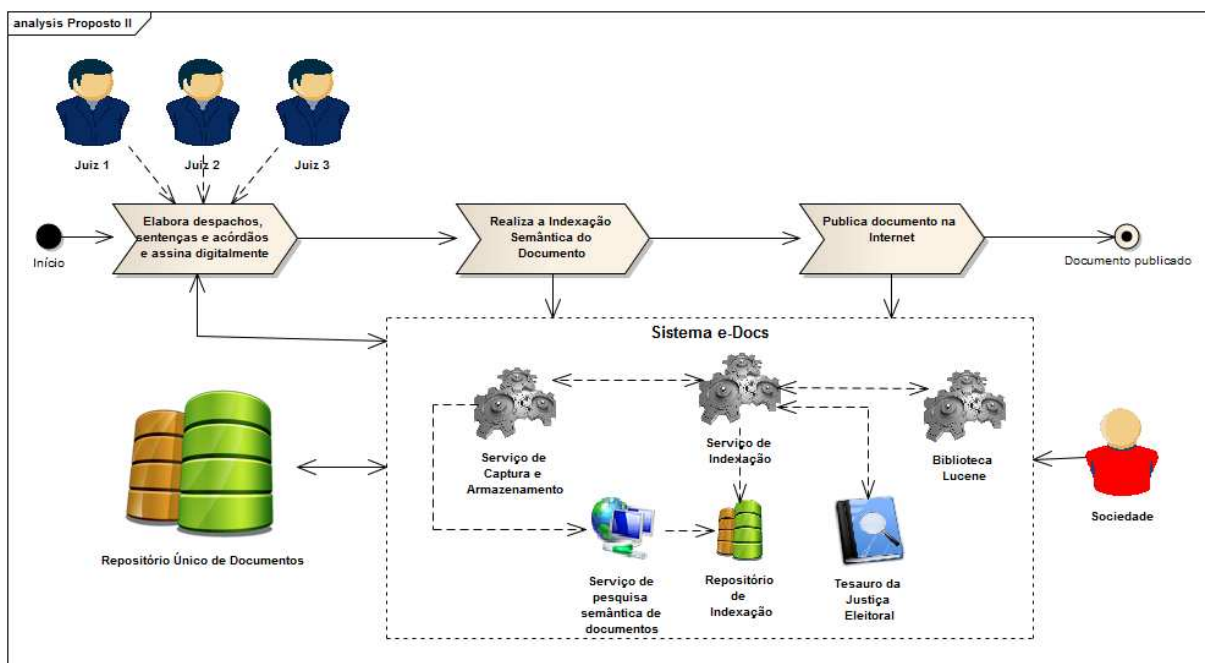 analysis Proposto II
Juiz 1
Juiz 2
Juiz 3
Início
Elabora despachos,
sentenças e acórdãos
e assina digitalmente
Realiza a Indexação
Semântica do
Documento
Publica documento na
Internet
Documento publicado
Sistema e-Docs
Serviço de
Captura e
Armazenamento
Serviço de
Indexação
Biblioteca
Lucene
Sociedade
Repositório Único de Documentos
Serviço de
pesquisa
semântica de
documentos
Repositório
de
Indexação
Tesauro da
Justiça
Eleitoral